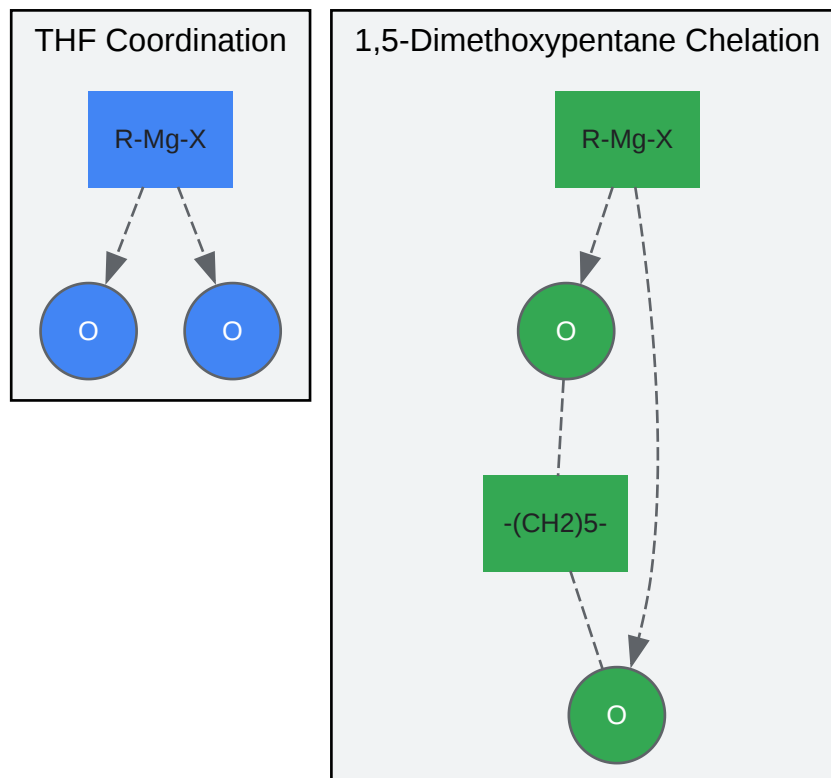 THF Coordination
R-Mg-X
O
O
1,5-Dimethoxypentane Chelation
R-Mg-X
O
-(CH2)5-
O